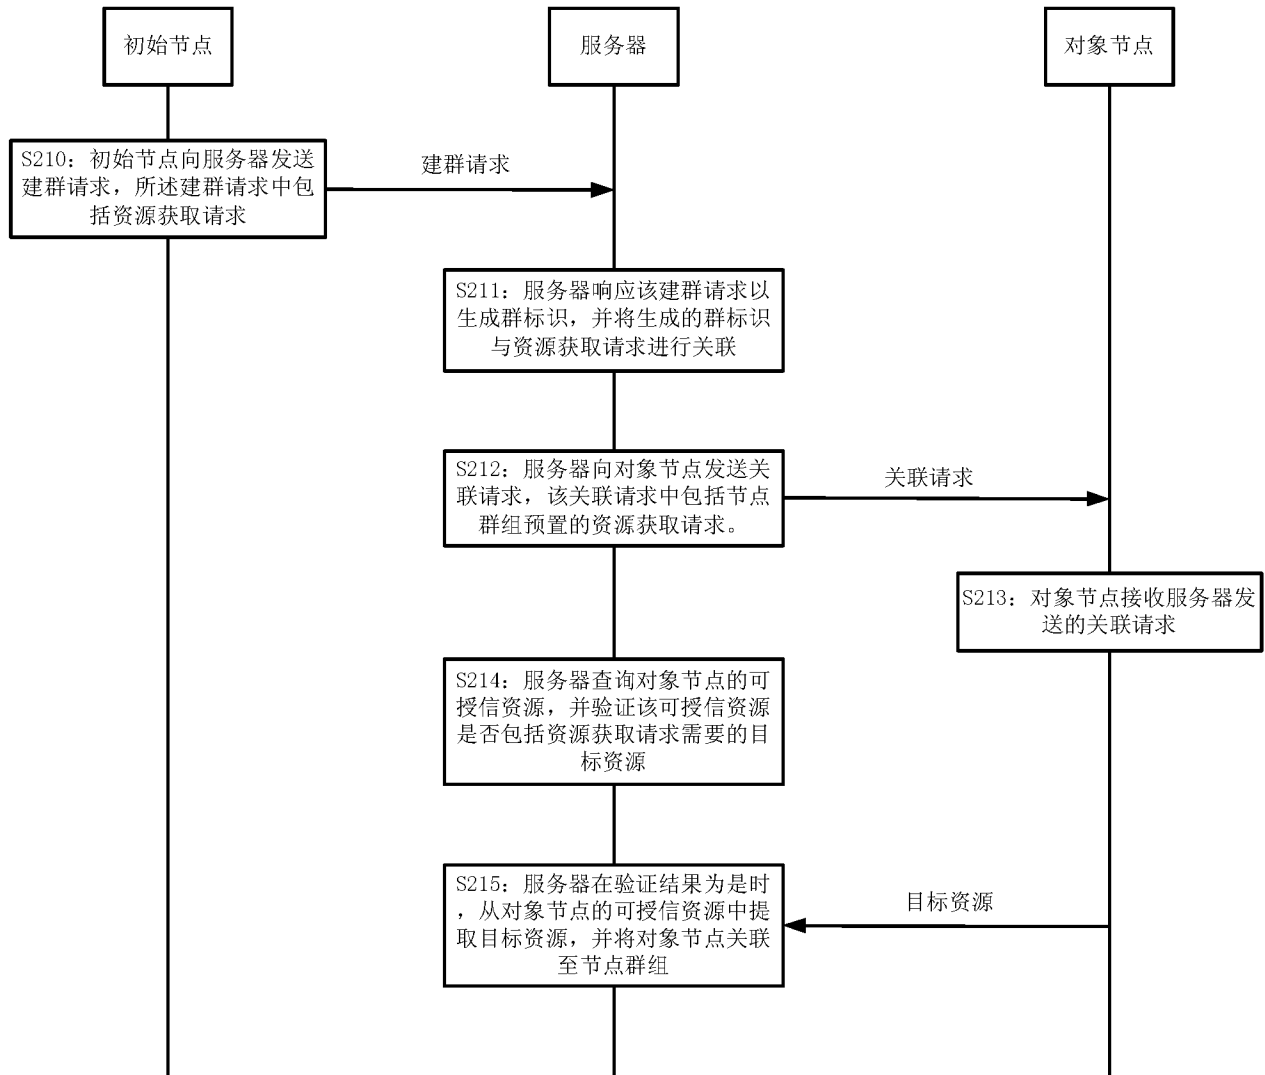 初始节点
服务器
对象节点
S210：初始节点向服务器发送
建群请求，所述建群请求中包
括资源获取请求
建群请求
S211：服务器响应该建群请求以
生成群标识，并将生成的群标识
与资源获取请求进行关联
S212：服务器向对象节点发送关
联请求，该关联请求中包括节点
群组预置的资源获取请求。
关联请求
S213：对象节点接收服务器发
送的关联请求
S214：服务器查询对象节点的可
授信资源，并验证该可授信资源
是否包括资源获取请求需要的目
标资源
S215：服务器在验证结果为是时
，从对象节点的可授信资源中提
取目标资源，并将对象节点关联
至节点群组
目标资源